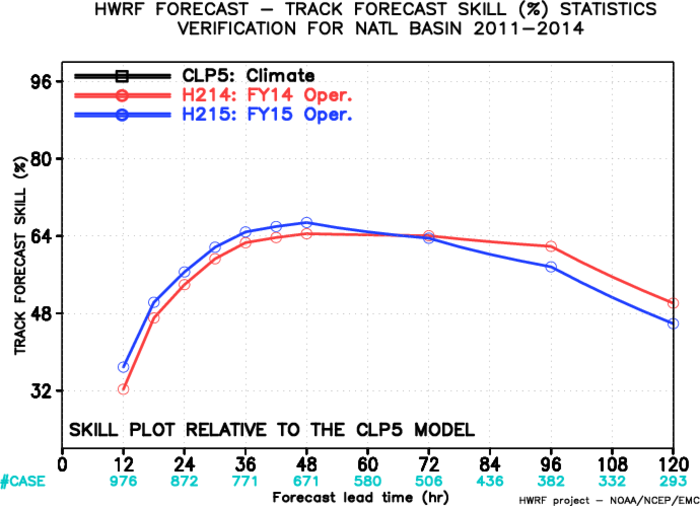 HWRF FORECAST – TRACK FORECAST SKILL (%) STATISTICS
VERIFICATION FOR NATL BASIN 2011–2014
CLP5: Climate
H214: FY14 Oper.
H215: FY15 Oper.
TRACK FORECAST SKILL (%)
96
80
64
48
32
SKILL PLOT RELATIVE TO THE CLP5 MODEL
0 12 24 36 48 60 72 84 96 108 120
#CASE 976 872 771 671 580 506 436 382 332 293
Forecast lead time (hr)
HWRF project – NOAA/NCEP/EMC